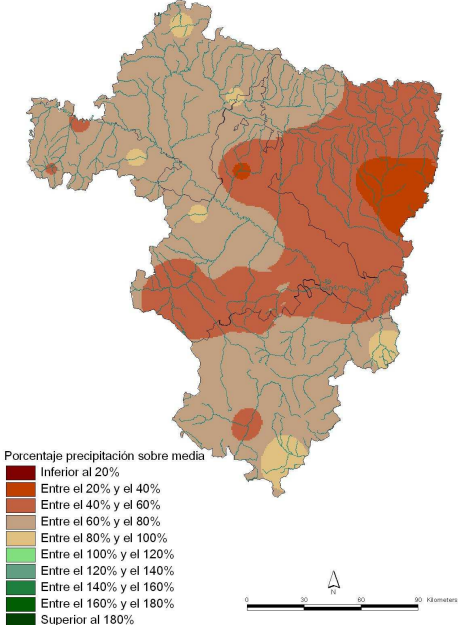 Porcentaje precipitación sobre media
Inferior al 20%
Entre el 20% y el 40%
Entre el 40% y el 60%
Entre el 60% y el 80%
Entre el 80% y el 100%
Entre el 100% y el 120%
Entre el 120% y el 140%
Entre el 140% y el 160%
Entre el 160% y el 180%
Superior al 180%
N
0 30 60 90 Kilometers